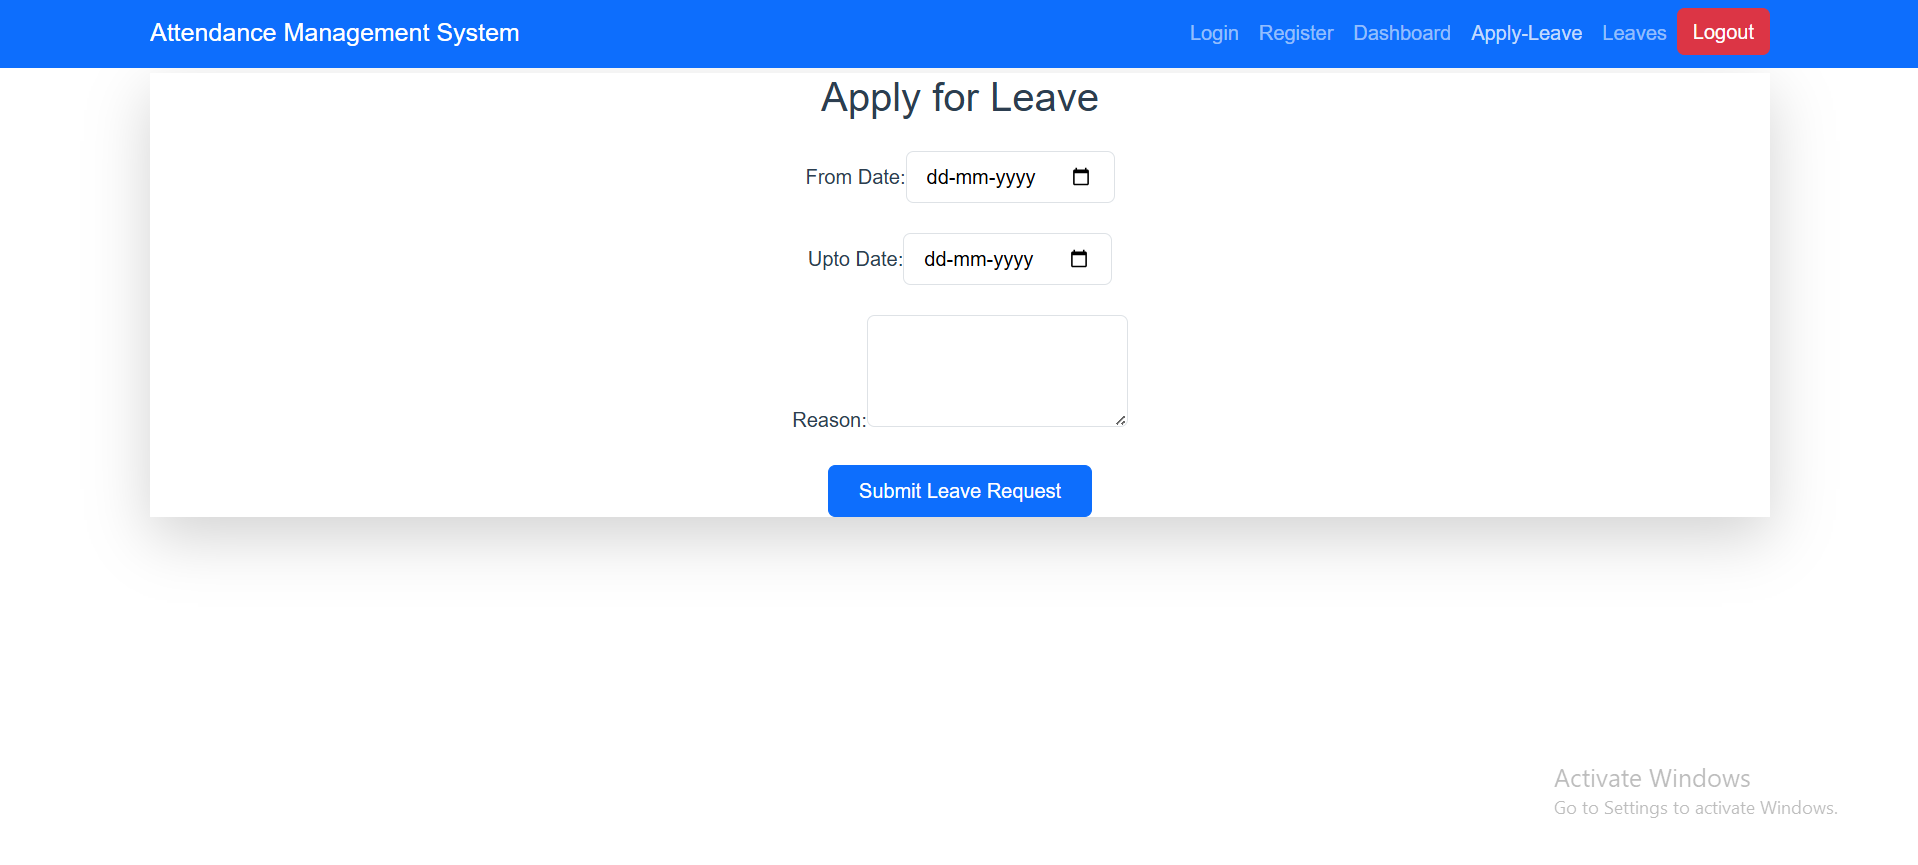 Attendance Management System
Login Register Dashboard Apply-Leave Leaves Logout
Apply for Leave
From Date: dd-mm-yyyy
Upto Date: dd-mm-yyyy
Reason:
Submit Leave Request
Activate Windows
Go to Settings to activate Windows.